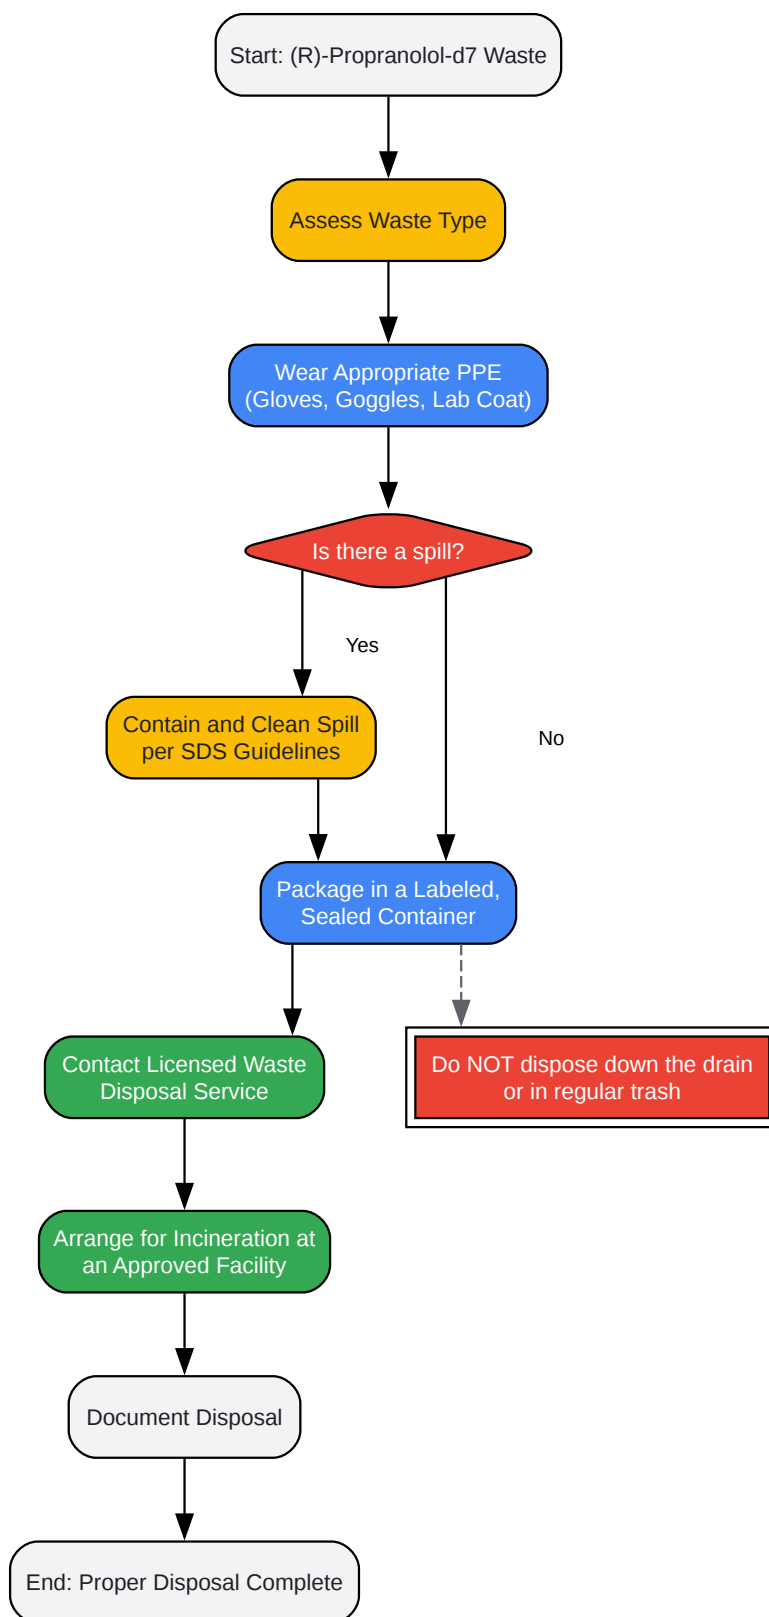 Start: (R)-Propranolol-d7 Waste
Assess Waste Type
Wear Appropriate PPE
(Gloves, Goggles, Lab Coat)
Is there a spill?
Yes
Contain and Clean Spill
per SDS Guidelines
No
Package in a Labeled,
Sealed Container
Contact Licensed Waste
Disposal Service
Do NOT dispose down the drain
or in regular trash
Arrange for Incineration at
an Approved Facility
Document Disposal
End: Proper Disposal Complete